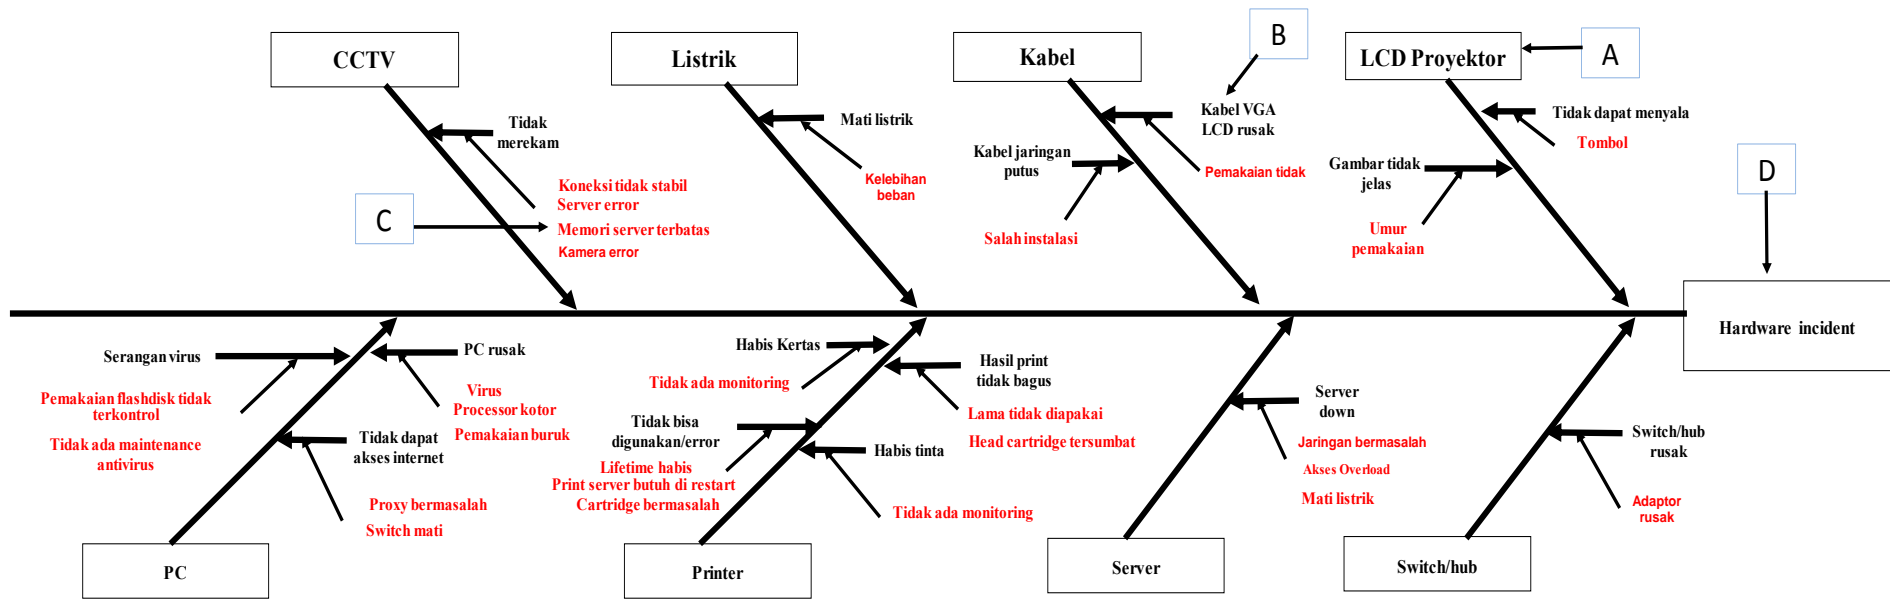 CCTV
Listrik
Kabel
B
LCD Proyektor
A
Tidak
merekam
Koneksi tidak stabil
Server error
Memori server terbatas
Kamera error
C
Mati listrik
Kelebihan
beban
Kabel VGA
LCD rusak
Pemakaian tidak
Kabel jaringan
putus
Salah instalasi
Tidak dapat menyala
Tombol
Gambar tidak
jelas
Umur
pemakaian
D
Hardware incident
Serangan virus
Pemakaian flashdisk tidak
terkontrol
Tidak ada maintenance
antivirus
PC rusak
Virus
Processor kotor
Pemakaian buruk
Tidak dapat
akses internet
Proxy bermasalah
Switch mati
PC
Habis Kertas
Tidak ada monitoring
Hasil print
tidak bagus
Lama tidak diapakai
Head cartridge tersumbat
Tidak bisa
digunakan/error
Lifetime habis
Print server butuh di restart
Cartridge bermasalah
Habis tinta
Tidak ada monitoring
Printer
Server
down
Jaringan bermasalah
Akses Overload
Mati listrik
Server
Switch/hub
rusak
Adaptor
rusak
Switch/hub